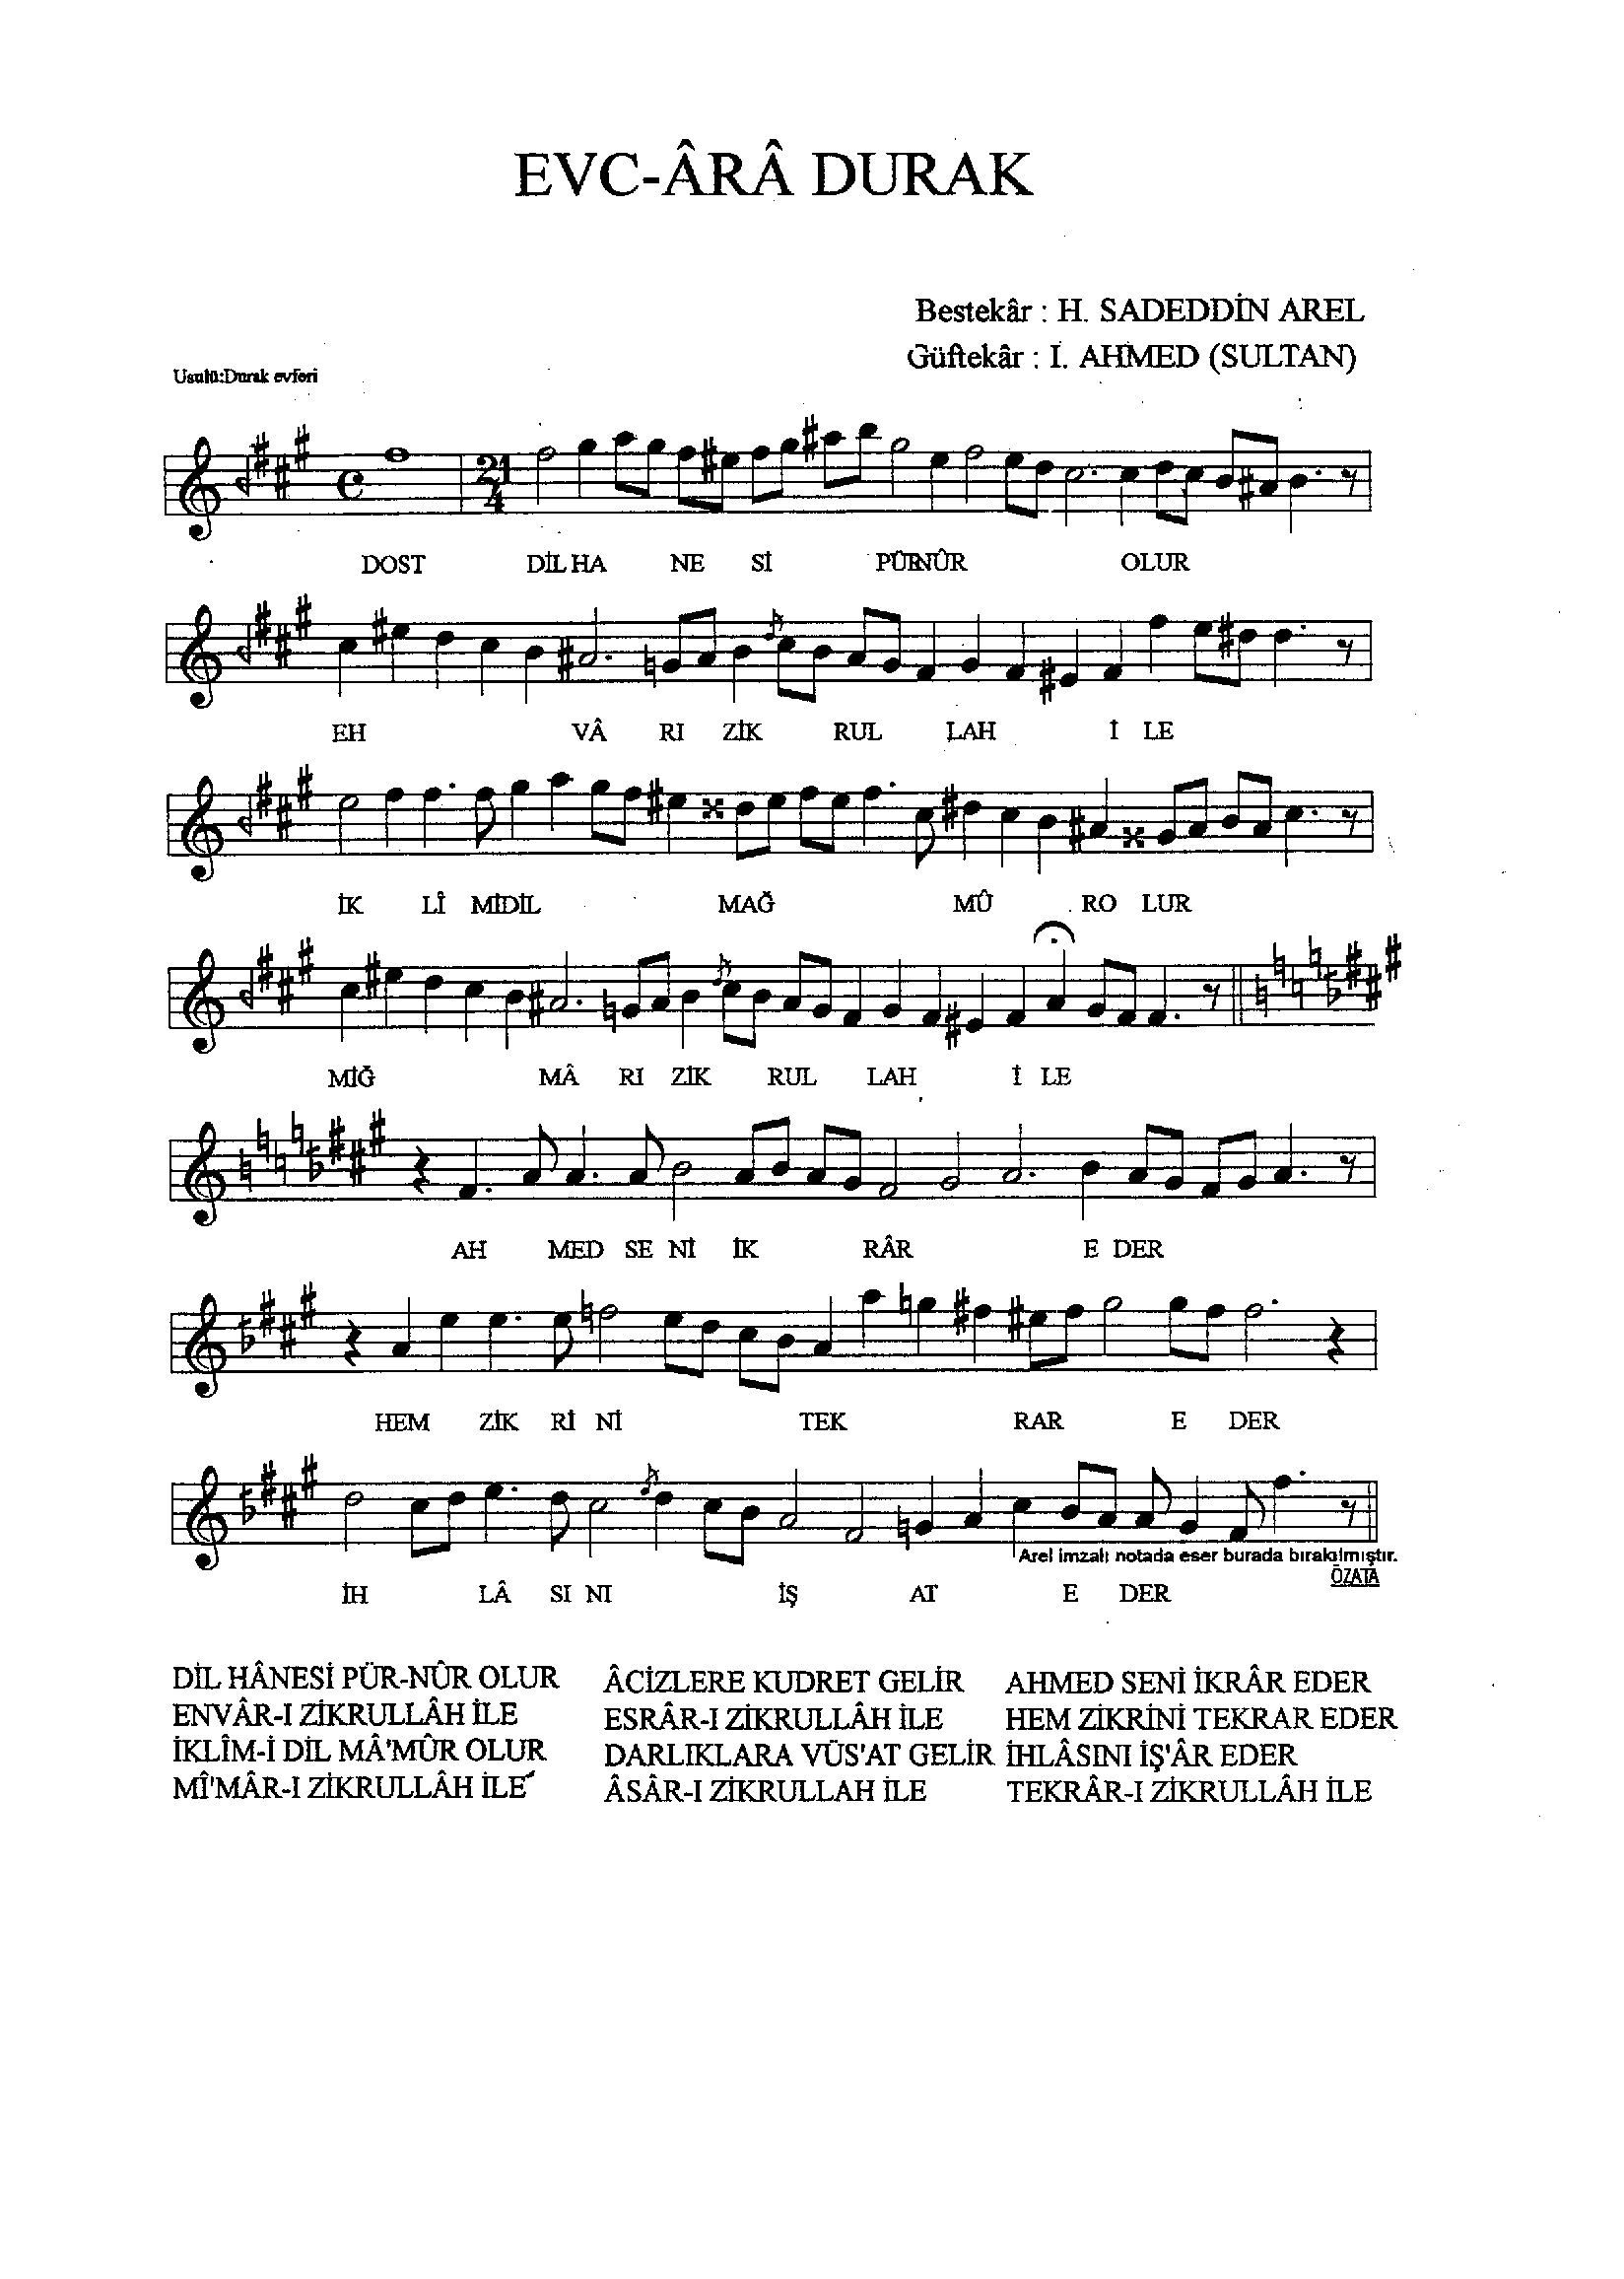 EVC-ÂRÂ DURAK
Bestekâr : H. SADEDDİN AREL
Güftekâr : I. AHMED (SULTAN)
Usulü:Durak evferi
C 21 4
DOST DİL HA NE Sİ PÜR NÛR OLUR
EH VÂ RI ZİK RUL LAH İ LE
İK LÎ Mİ DİL MAĞ MÛ RO LUR
MİĞ MÂ RI ZİK RUL LAH İ LE
AH MED SE Nİ İK RÂR E DER
HEM ZİK Rİ Nİ TEK RAR E DER
Arel imzalı notada eser burada bırakılmıştır.
ÖZATA
İH LÂ SI NI İŞ AT E DER
DİL HÂNESİ PÜR-NÛR OLUR
ENVÂR-I ZİKRULLÂH İLE
İKLÎM-İ DİL MÂ'MÛR OLUR
MÎ'MÂR-I ZİKRULLÂH İLE
ÂCİZLERE KUDRET GELİR
ESRÂR-I ZİKRULLÂH İLE
DARLIKLARA VÜS'AT GELİR
ÂSÂR-I ZİKRULLAH İLE
AHMED SENİ İKRÂR EDER
HEM ZİKRİNİ TEKRAR EDER
İHLÂSINI İŞ'ÂR EDER
TEKRÂR-I ZİKRULLÂH İLE